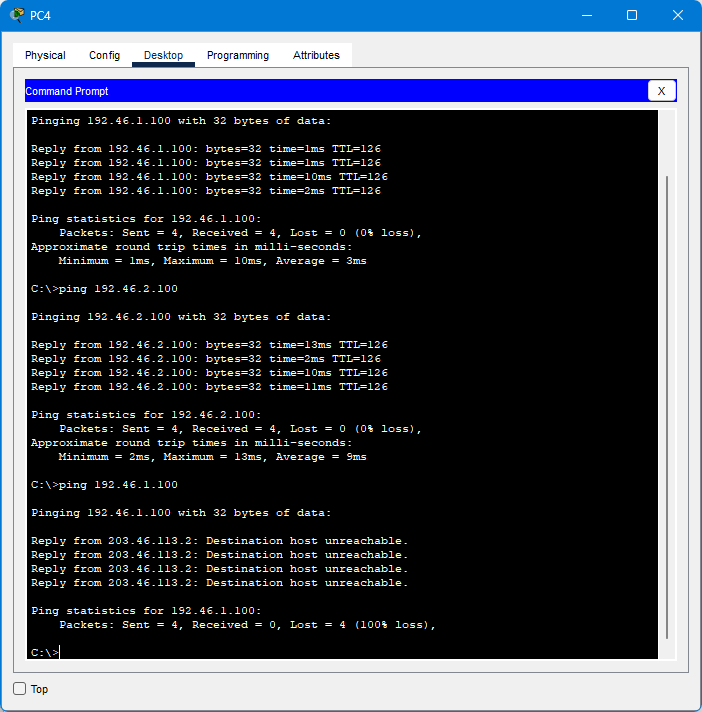 PC4
Physical Config Desktop Programming Attributes
Command Prompt X
Pinging 192.46.1.100 with 32 bytes of data:
Reply from 192.46.1.100: bytes=32 time=1ms TTL=126
Reply from 192.46.1.100: bytes=32 time=1ms TTL=126
Reply from 192.46.1.100: bytes=32 time=10ms TTL=126
Reply from 192.46.1.100: bytes=32 time=2ms TTL=126
Ping statistics for 192.46.1.100:
Packets: Sent = 4, Received = 4, Lost = 0 (0% loss),
Approximate round trip times in milli-seconds:
Minimum = 1ms, Maximum = 10ms, Average = 3ms
C:\>ping 192.46.2.100
Pinging 192.46.2.100 with 32 bytes of data:
Reply from 192.46.2.100: bytes=32 time=13ms TTL=126
Reply from 192.46.2.100: bytes=32 time=2ms TTL=126
Reply from 192.46.2.100: bytes=32 time=10ms TTL=126
Reply from 192.46.2.100: bytes=32 time=11ms TTL=126
Ping statistics for 192.46.2.100:
Packets: Sent = 4, Received = 4, Lost = 0 (0% loss),
Approximate round trip times in milli-seconds:
Minimum = 2ms, Maximum = 13ms, Average = 9ms
C:\>ping 192.46.1.100
Pinging 192.46.1.100 with 32 bytes of data:
Reply from 203.46.113.2: Destination host unreachable.
Reply from 203.46.113.2: Destination host unreachable.
Reply from 203.46.113.2: Destination host unreachable.
Reply from 203.46.113.2: Destination host unreachable.
Ping statistics for 192.46.1.100:
Packets: Sent = 4, Received = 0, Lost = 4 (100% loss),
C:\>
Top